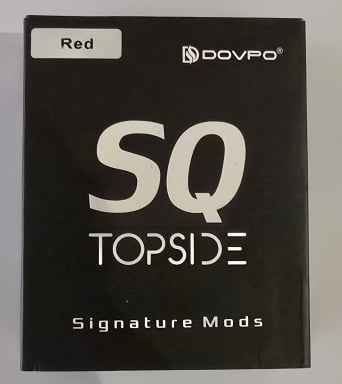 Red
DOVPO®
SQ
TOPSIDE
Signature Mods